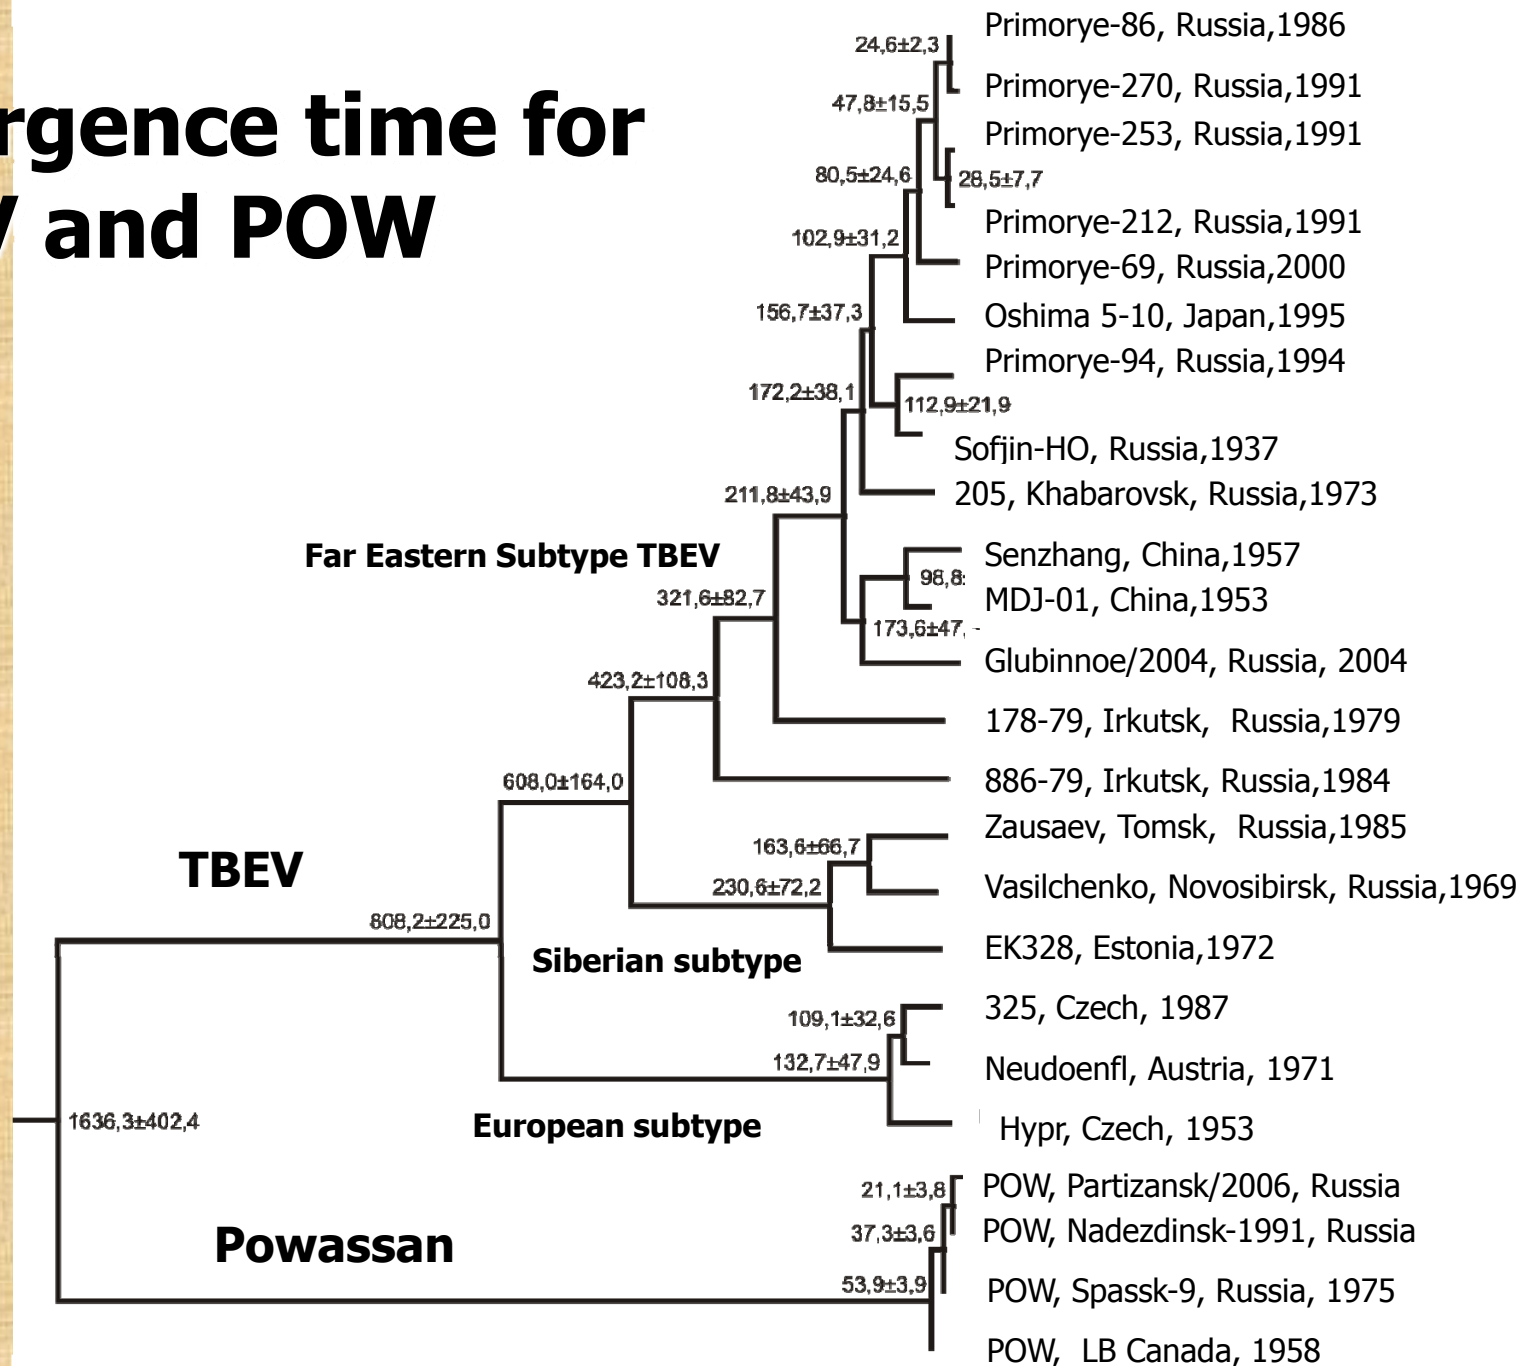 rgence time for
and POW
Primorye-86, Russia,1986
24,6±2,3
Primorye-270, Russia,1991
47,8±15,5
Primorye-253, Russia,1991
80,5±24,6
28,5±7,7
Primorye-212, Russia,1991
102,9±31,2
Primorye-69, Russia,2000
156,7±37,3
Oshima 5-10, Japan,1995
Primorye-94, Russia,1994
172,2±38,1
112,9±21,9
Sofjin-HO, Russia,1937
211,8±43,9
205, Khabarovsk, Russia,1973
Far Eastern Subtype TBEV
Senzhang, China,1957
98,8±
MDJ-01, China,1953
321,6±82,7
173,6±47,
Glubinnoe/2004, Russia, 2004
423,2±108,3
178-79, Irkutsk, Russia,1979
608,0±164,0
886-79, Irkutsk, Russia,1984
Zausaev, Tomsk, Russia,1985
163,6±66,7
TBEV
230,6±72,2
Vasilchenko, Novosibirsk, Russia,1969
808,2±225,0
Siberian subtype
EK328, Estonia,1972
325, Czech, 1987
109,1±32,6
132,7±47,9
Neudoenfl, Austria, 1971
1636,3±402,4
European subtype
Hypr, Czech, 1953
21,1±3,8
POW, Partizansk/2006, Russia
37,3±3,6
POW, Nadezdinsk-1991, Russia
Powassan
53,9±3,9
POW, Spassk-9, Russia, 1975
POW, LB Canada, 1958